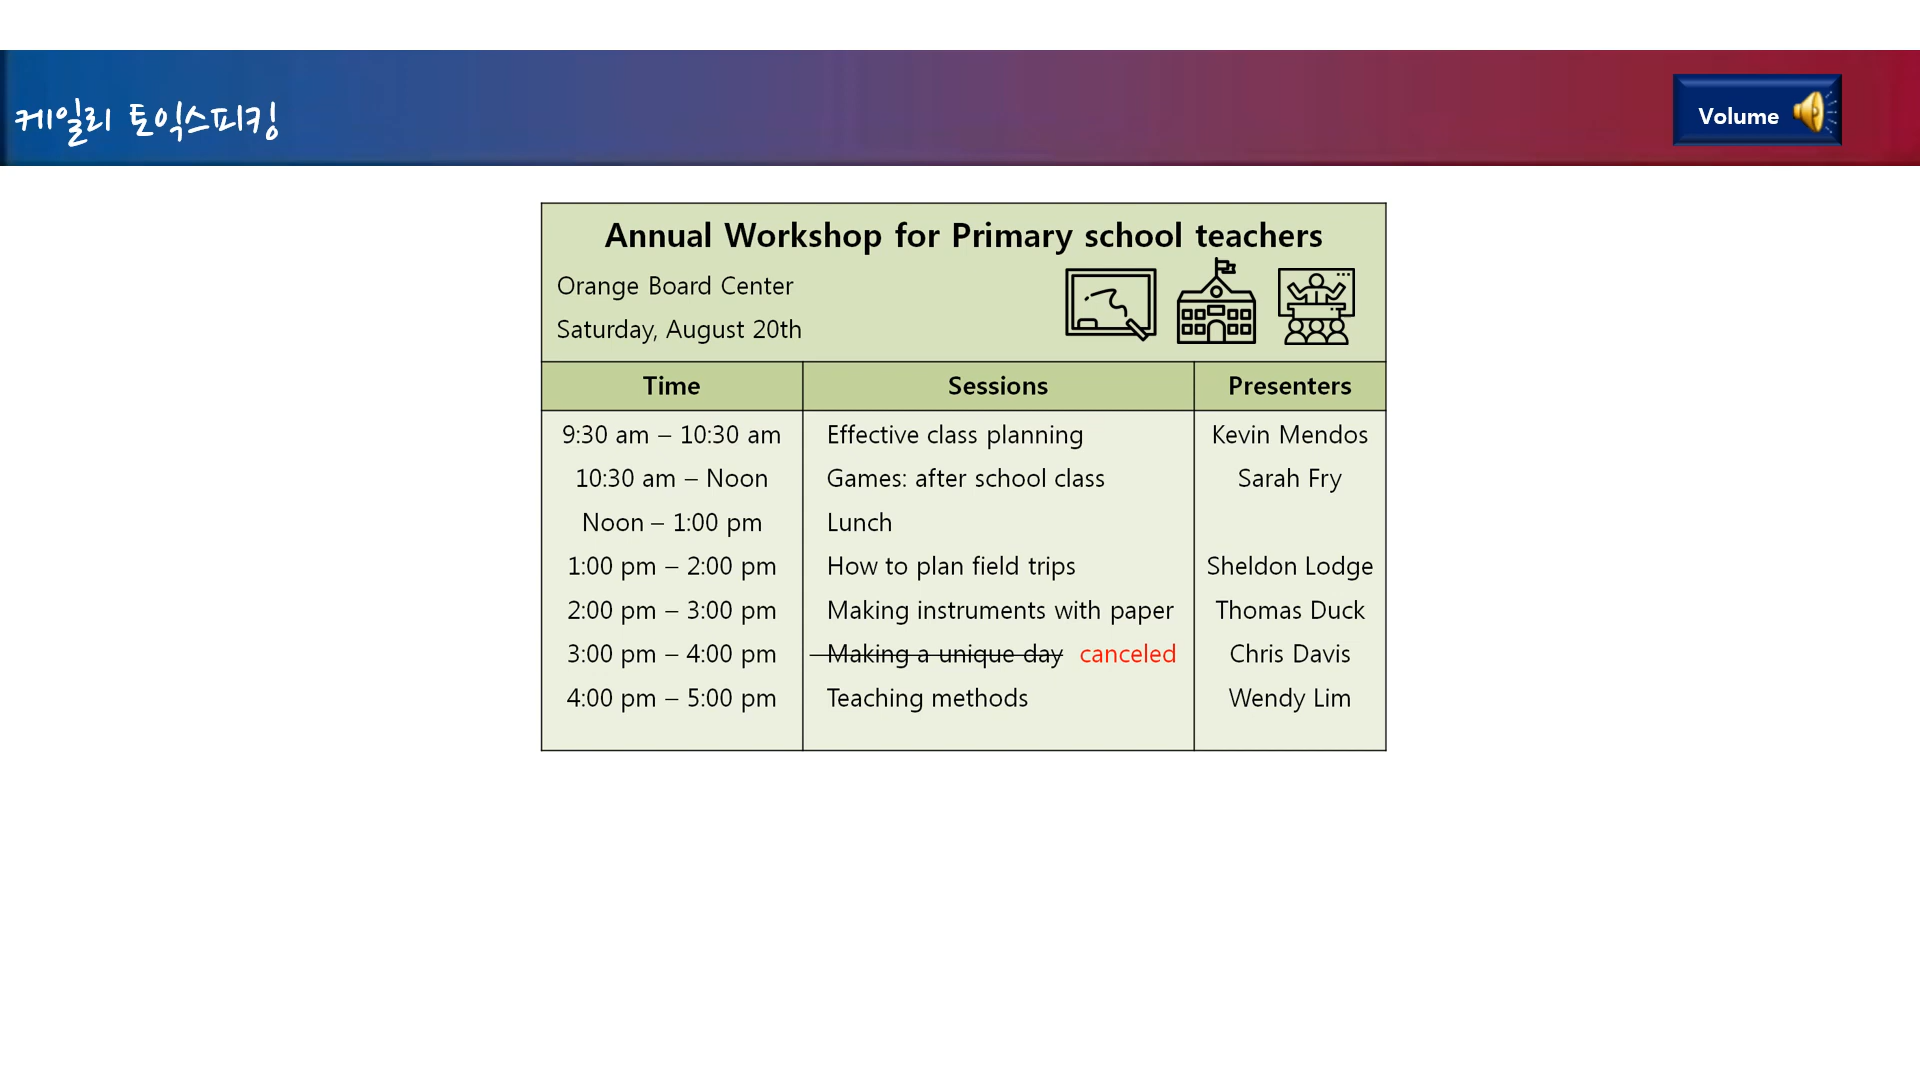 케일리 토익스피킹
Volume
Annual Workshop for Primary school teachers
Orange Board Center
Saturday, August 20th
Time Sessions Presenters
9:30 am – 10:30 am Effective class planning Kevin Mendos
10:30 am – Noon Games: after school class Sarah Fry
Noon – 1:00 pm Lunch
1:00 pm – 2:00 pm How to plan field trips Sheldon Lodge
2:00 pm – 3:00 pm Making instruments with paper Thomas Duck
3:00 pm – 4:00 pm Making a unique day canceled Chris Davis
4:00 pm – 5:00 pm Teaching methods Wendy Lim